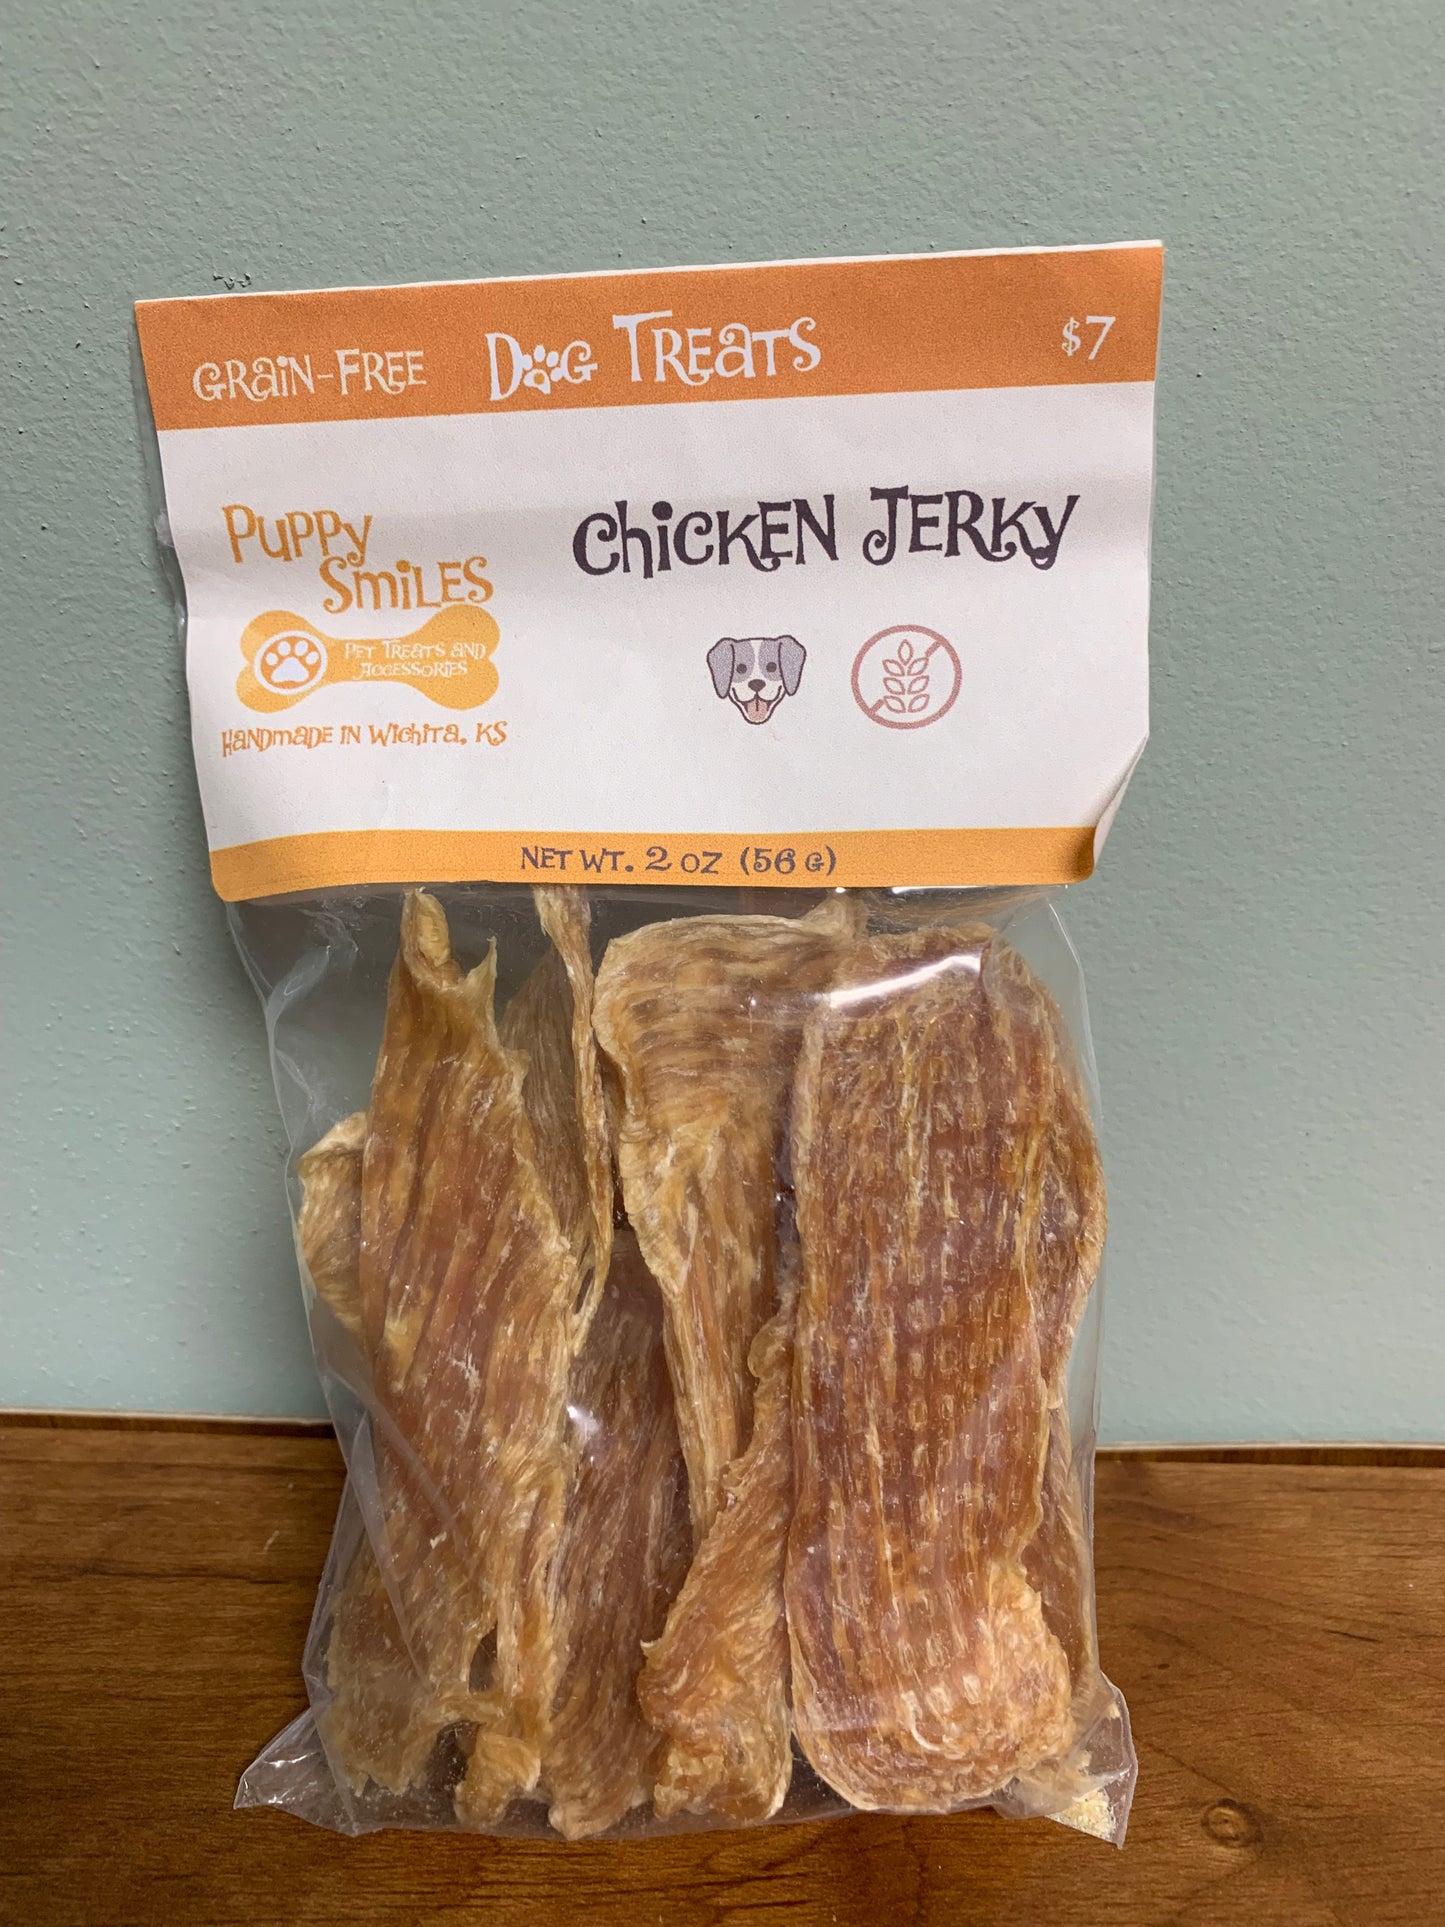 GRAIN-FREE DOG TREATS $7
PUPPY
SMILES
PET TREATS AND
ACCESSORIES
HANDMADE IN WICHITA, KS
CHICKEN JERKY
NET WT. 2 OZ (56 G)